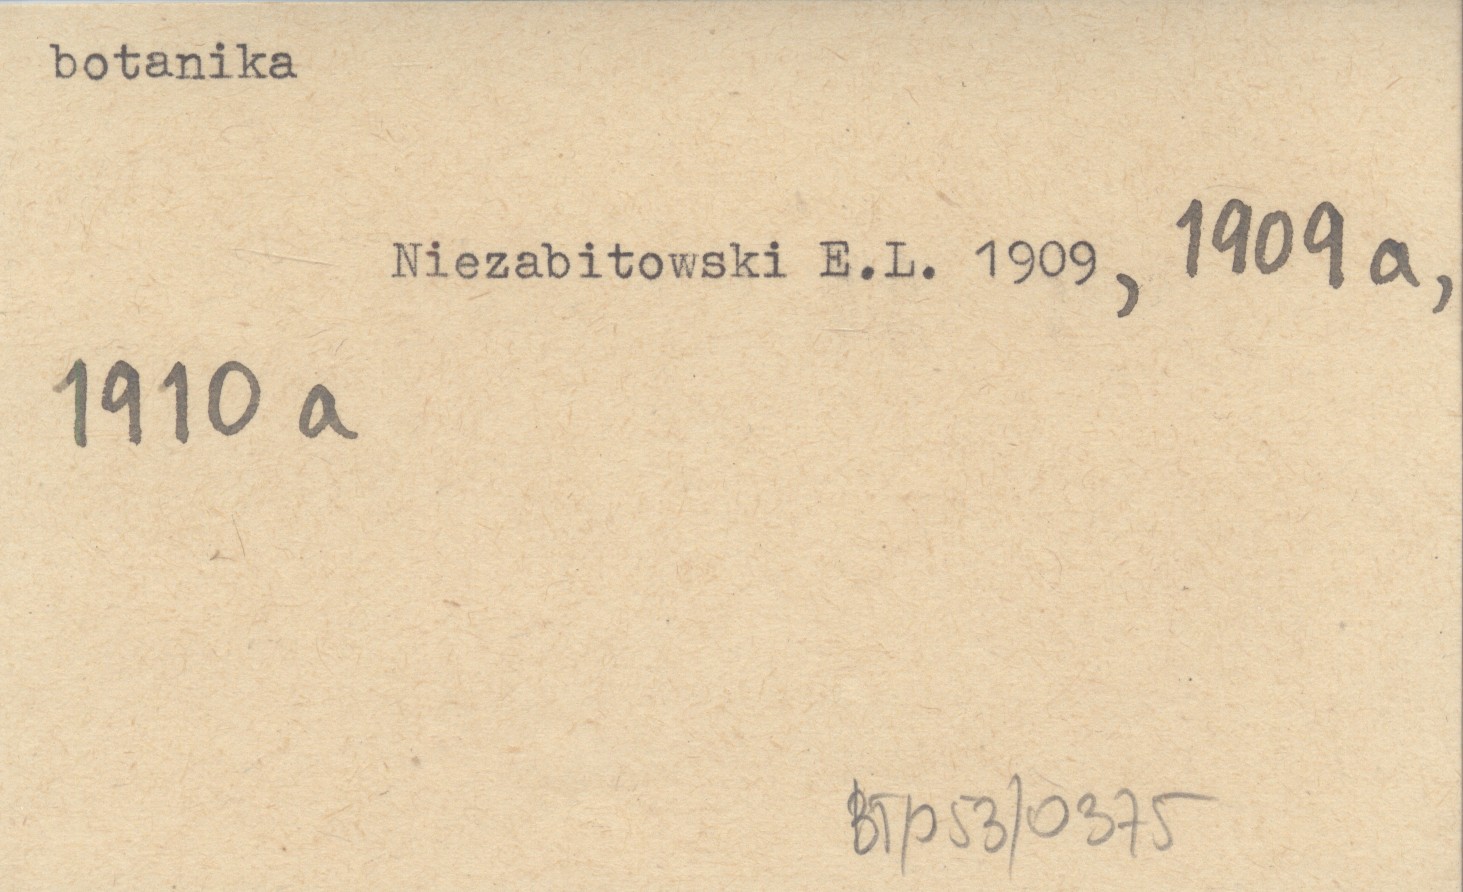 botanika
Niezabitowski E.L. 1909, 1909 a,
1910 a
BTp53/0375